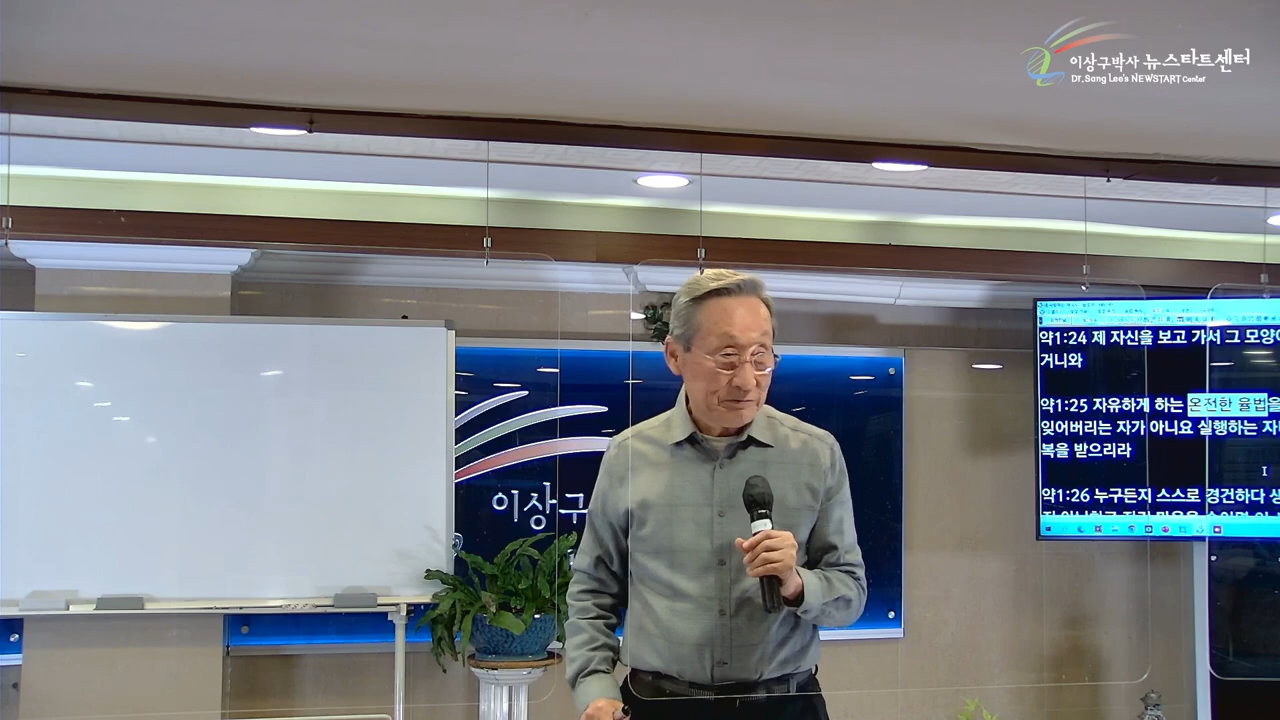 이상구박사 뉴스타트센터
Dr. Sang Lee's NEWSTART Center
약1:24 제 자신을 보고 가서 그 모양
거니와
약1:25 자유하게 하는 온전한 율법을
잊어버리는 자가 아니요 실행하는 자
복을 받으리라
약1:26 누구든지 스스로 경건하다
이상구